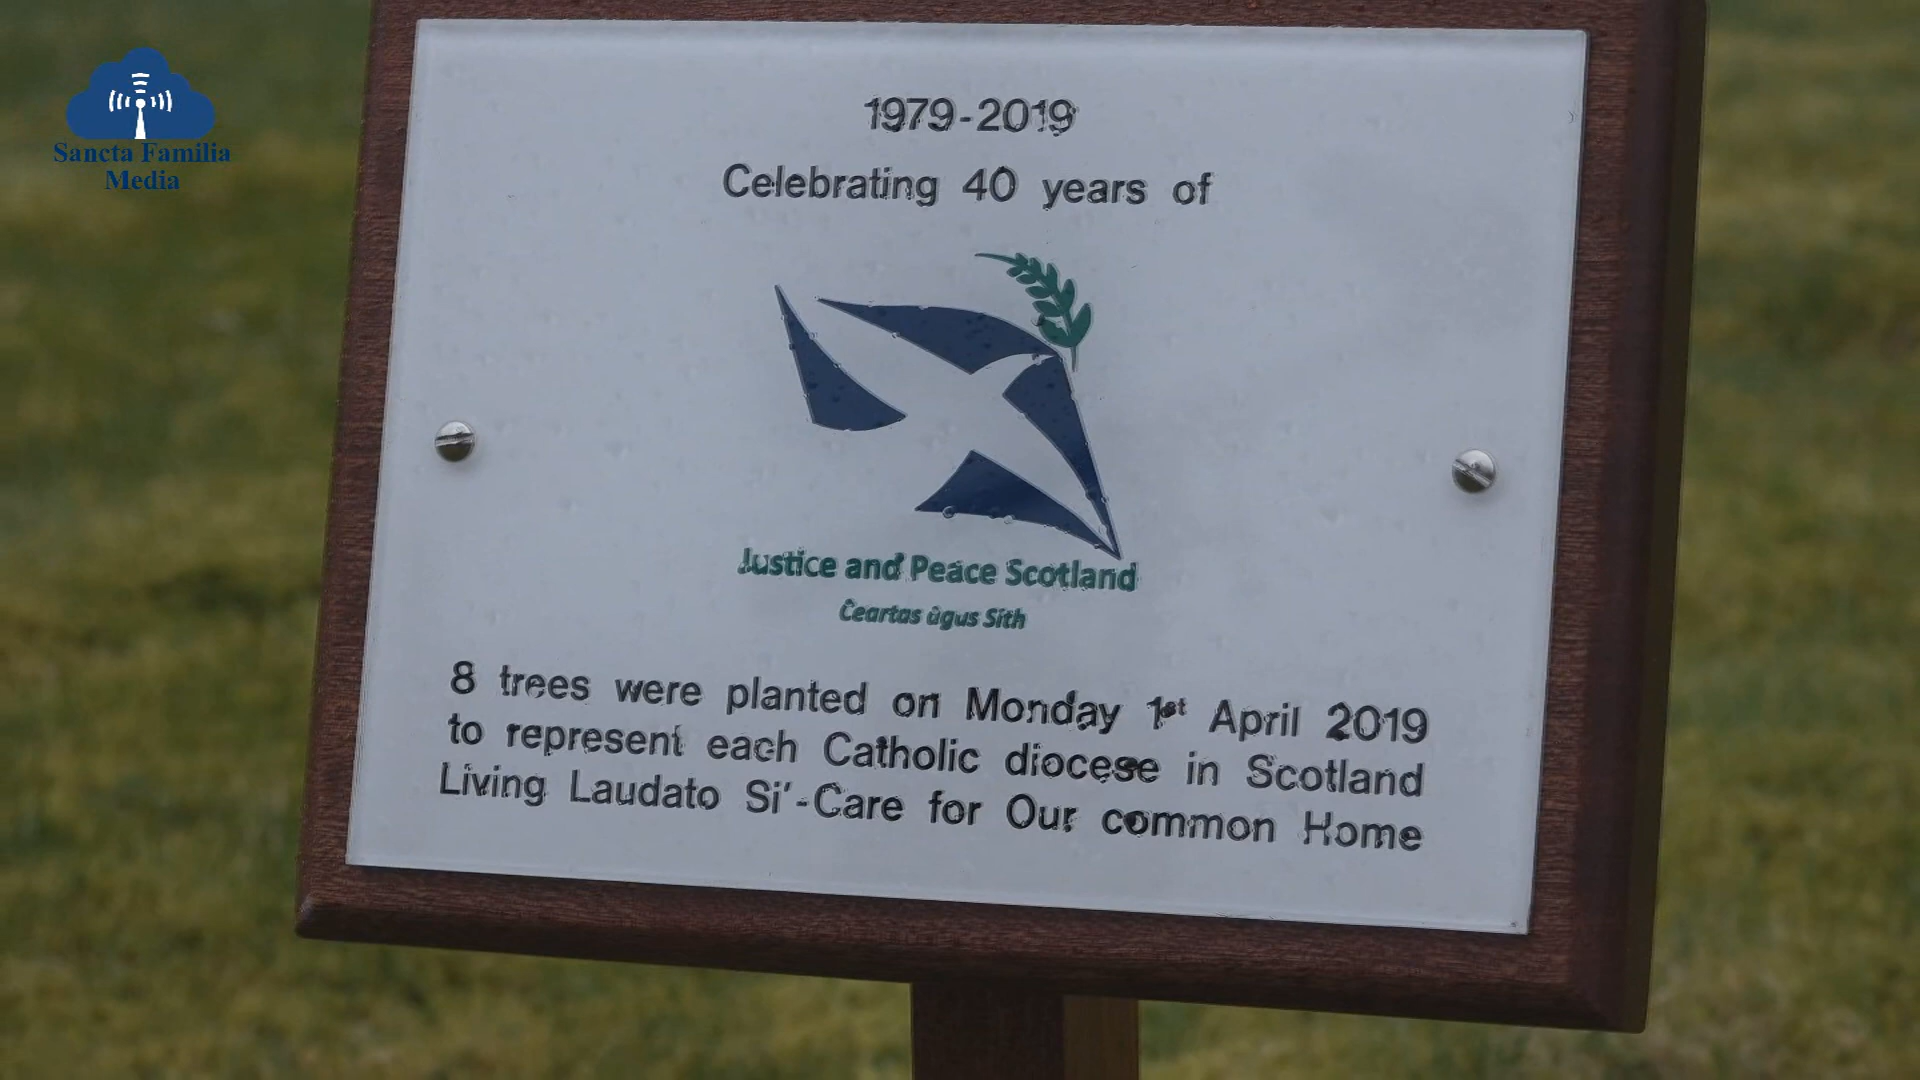 Sancta Familia
Media
1979-2019
Celebrating 40 years of
Justice and Peace Scotland
Ceartas agus Sìth
8 trees were planted on Monday 1st April 2019
to represent each Catholic diocese in Scotland
Living Laudato Si'-Care for Our common Home